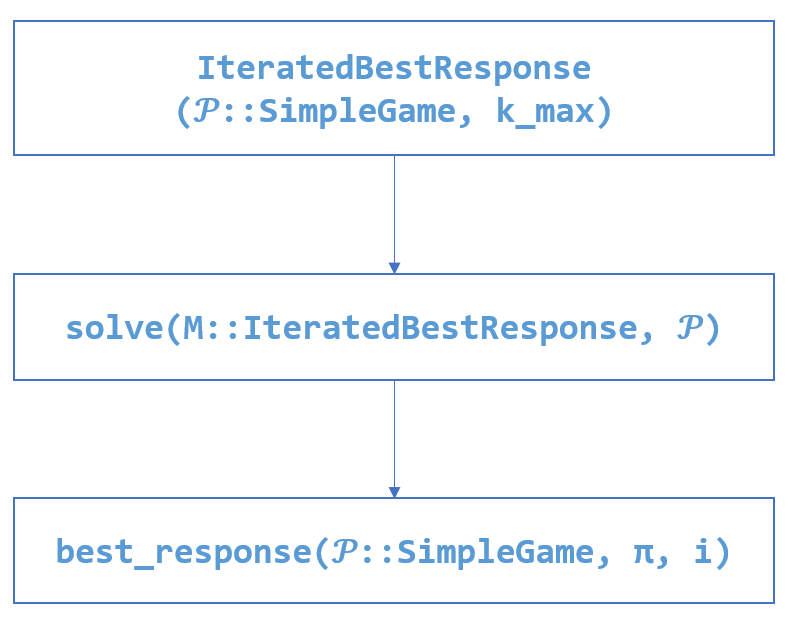 IteratedBestResponse
(𝒫::SimpleGame, k_max)
solve(M::IteratedBestResponse, 𝒫)
best_response(𝒫::SimpleGame, π, i)